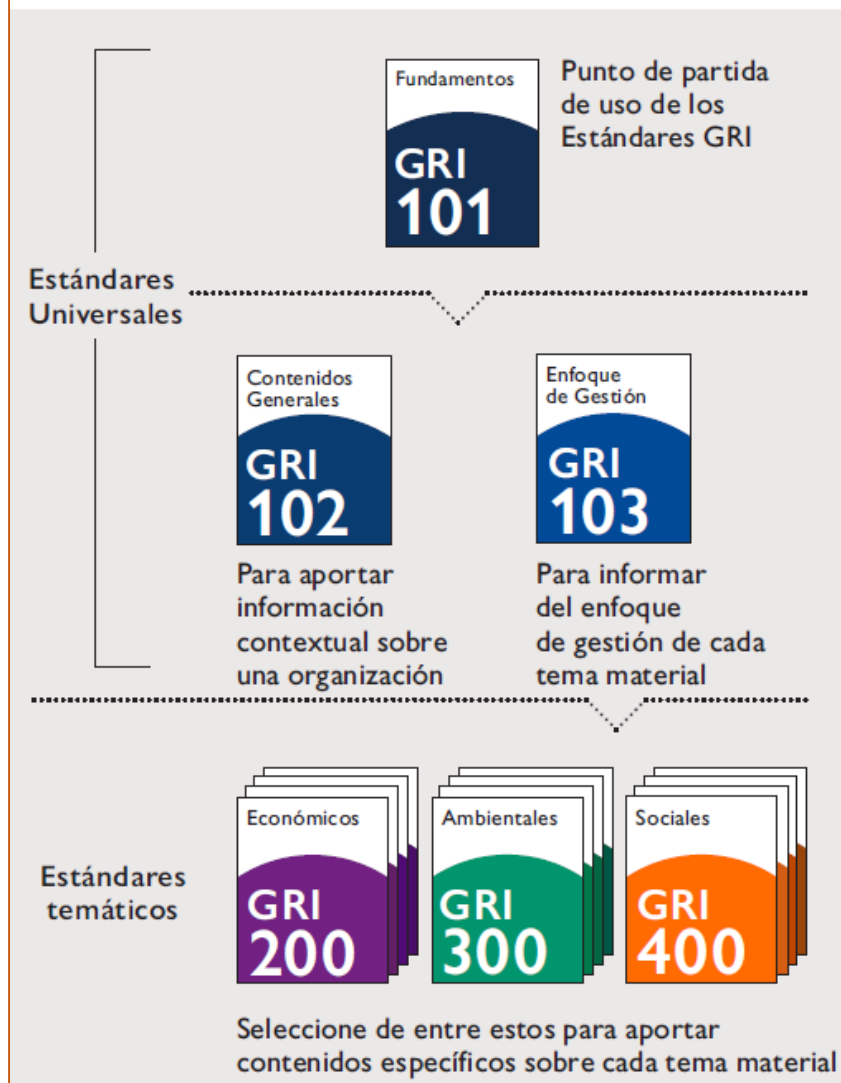 Fundamentos
GRI
101
Punto de partida
de uso de los
Estándares GRI
Estándares
Universales
Contenidos
Generales
GRI
102
Enfoque
de Gestión
GRI
103
Para aportar
información
contextual sobre
una organización
Para informar
del enfoque
de gestión de cada
tema material
Estándares
temáticos
Económicos
GRI
200
Ambientales
GRI
300
Sociales
GRI
400
Seleccione de entre estos para aportar
contenidos específicos sobre cada tema material